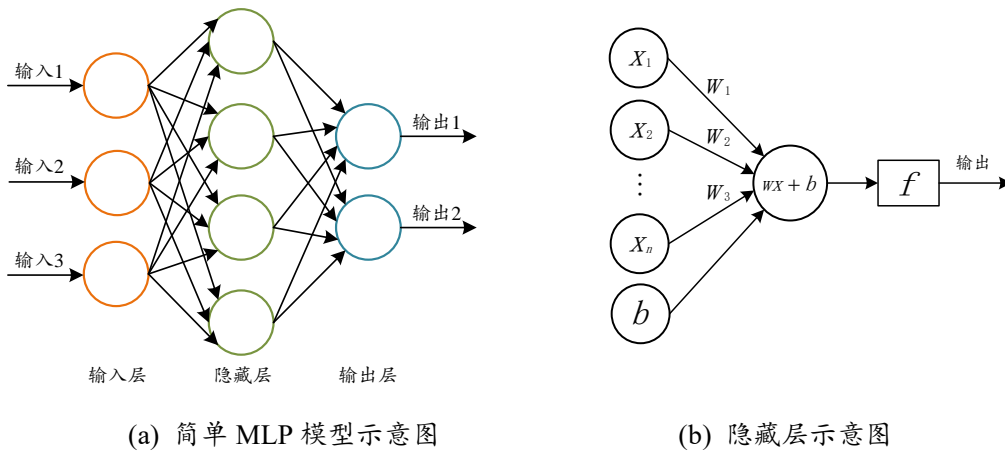 输入1
输入2
输入3
输出1
输出2
输入层
隐藏层
输出层
(a) 简单 MLP 模型示意图
X₁
X₂
⋮
Xₙ
b
W₁
W₂
W₃
WX + b
f
输出
(b) 隐藏层示意图